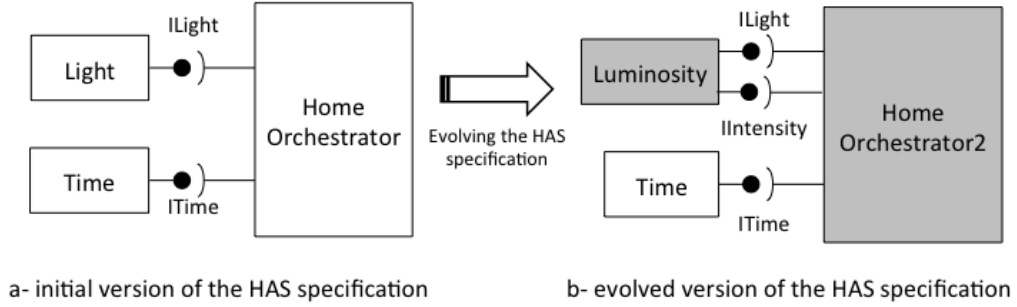 ILight
Light
Home
Orchestrator
Time
ITime
Evolving the HAS
specification
ILight
Luminosity
IIntensity
Home
Orchestrator2
Time
ITime
a- initial version of the HAS specification
b- evolved version of the HAS specification